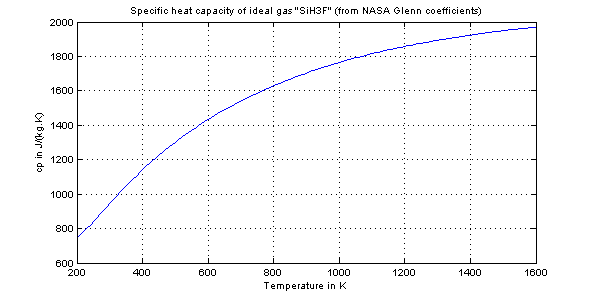 Specific heat capacity of ideal gas "SiH3F" (from NASA Glenn coefficients)
2000
1800
1600
1400
1200
1000
800
600
cp in J/(kg.K)
200 400 600 800 1000 1200 1400 1600
Temperature in K